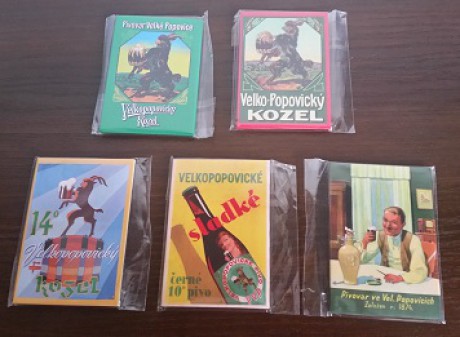 Pivovar Velké Popovice
Velkopopovický
Kozel
Velko-Popovický
KOZEL
14°
Velkopopovický
Kozel
VELKOPOPOVICKÉ
sladké
černé
10° pivo
Pivovar ve Vel. Popovicích
Založen r. 1874